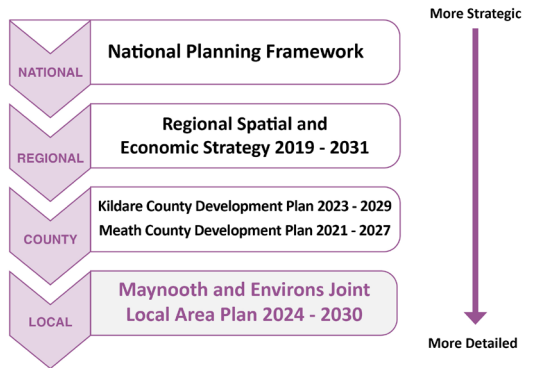 More Strategic
NATIONAL
National Planning Framework
REGIONAL
Regional Spatial and
Economic Strategy 2019 - 2031
COUNTY
Kildare County Development Plan 2023 - 2029
Meath County Development Plan 2021 - 2027
LOCAL
Maynooth and Environs Joint
Local Area Plan 2024 - 2030
More Detailed